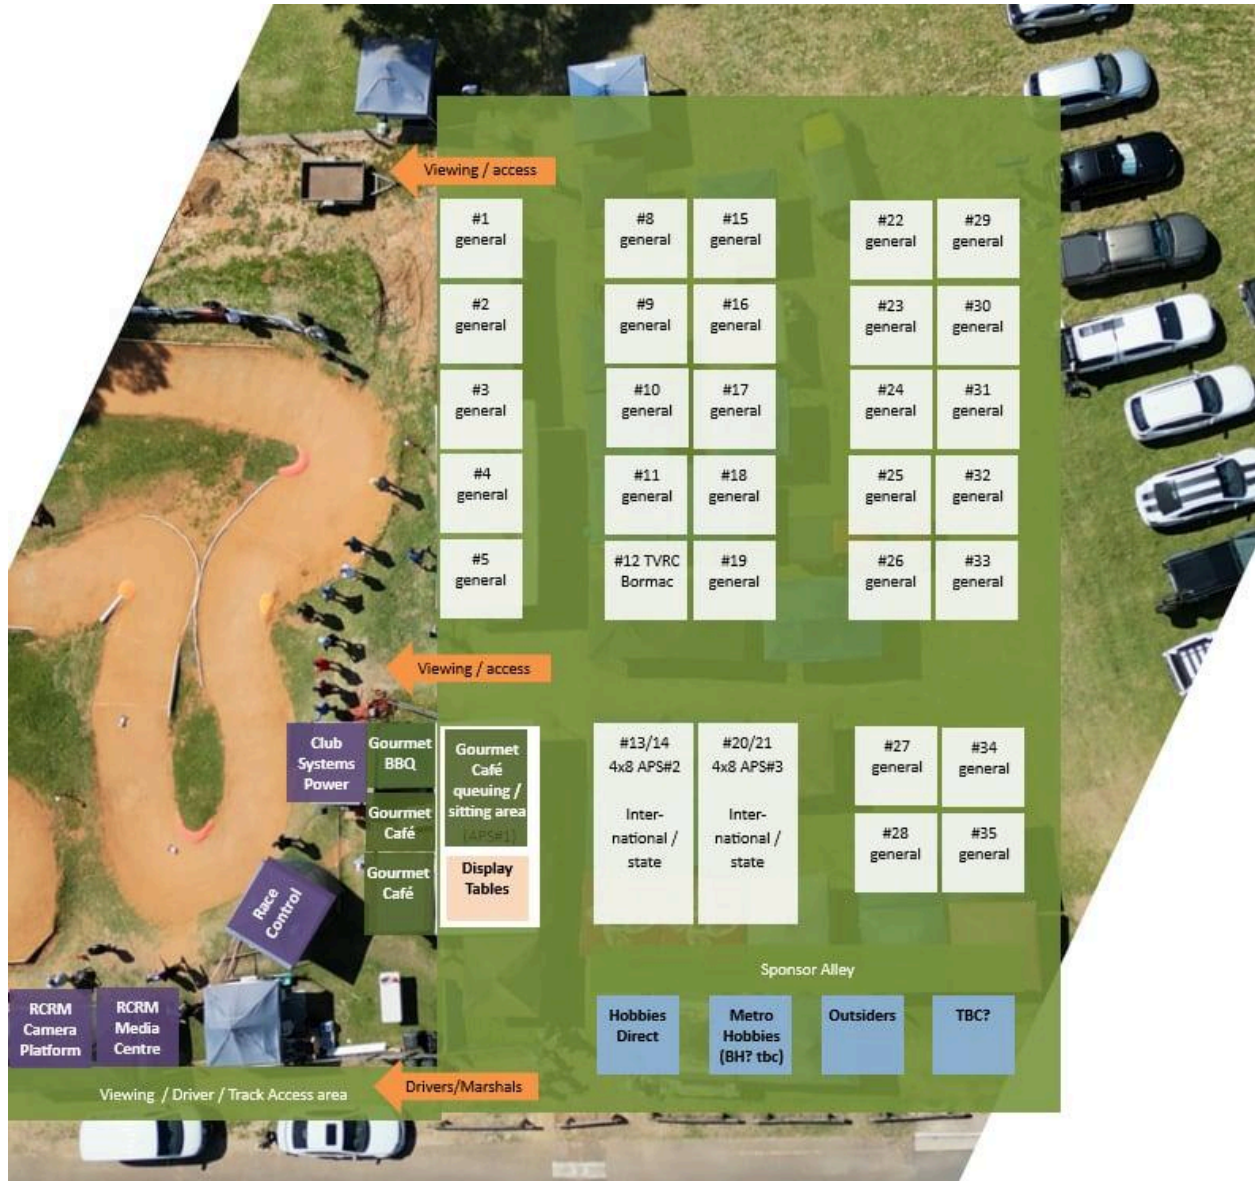 Viewing / access
#1
general
#8
general
#15
general
#22
general
#29
general
#2
general
#9
general
#16
general
#23
general
#30
general
#3
general
#10
general
#17
general
#24
general
#31
general
#4
general
#11
general
#18
general
#25
general
#32
general
#5
general
#12 TVRC
Bormac
#19
general
#26
general
#33
general
Viewing / access
Club
Systems
Power
Gourmet
BBQ
Gourmet
Café
queuing /
sitting area
(APS#1)
#13/14
4x8 APS#2
Inter-
national /
state
#20/21
4x8 APS#3
Inter-
national /
state
#27
general
#34
general
Gourmet
Café
#28
general
#35
general
Gourmet
Café
Display
Tables
Race
Control
Sponsor Alley
RCRM
Camera
Platform
RCRM
Media
Centre
Hobbies
Direct
Metro
Hobbies
(BH? tbc)
Outsiders
TBC?
Drivers/Marshals
Viewing / Driver / Track Access area